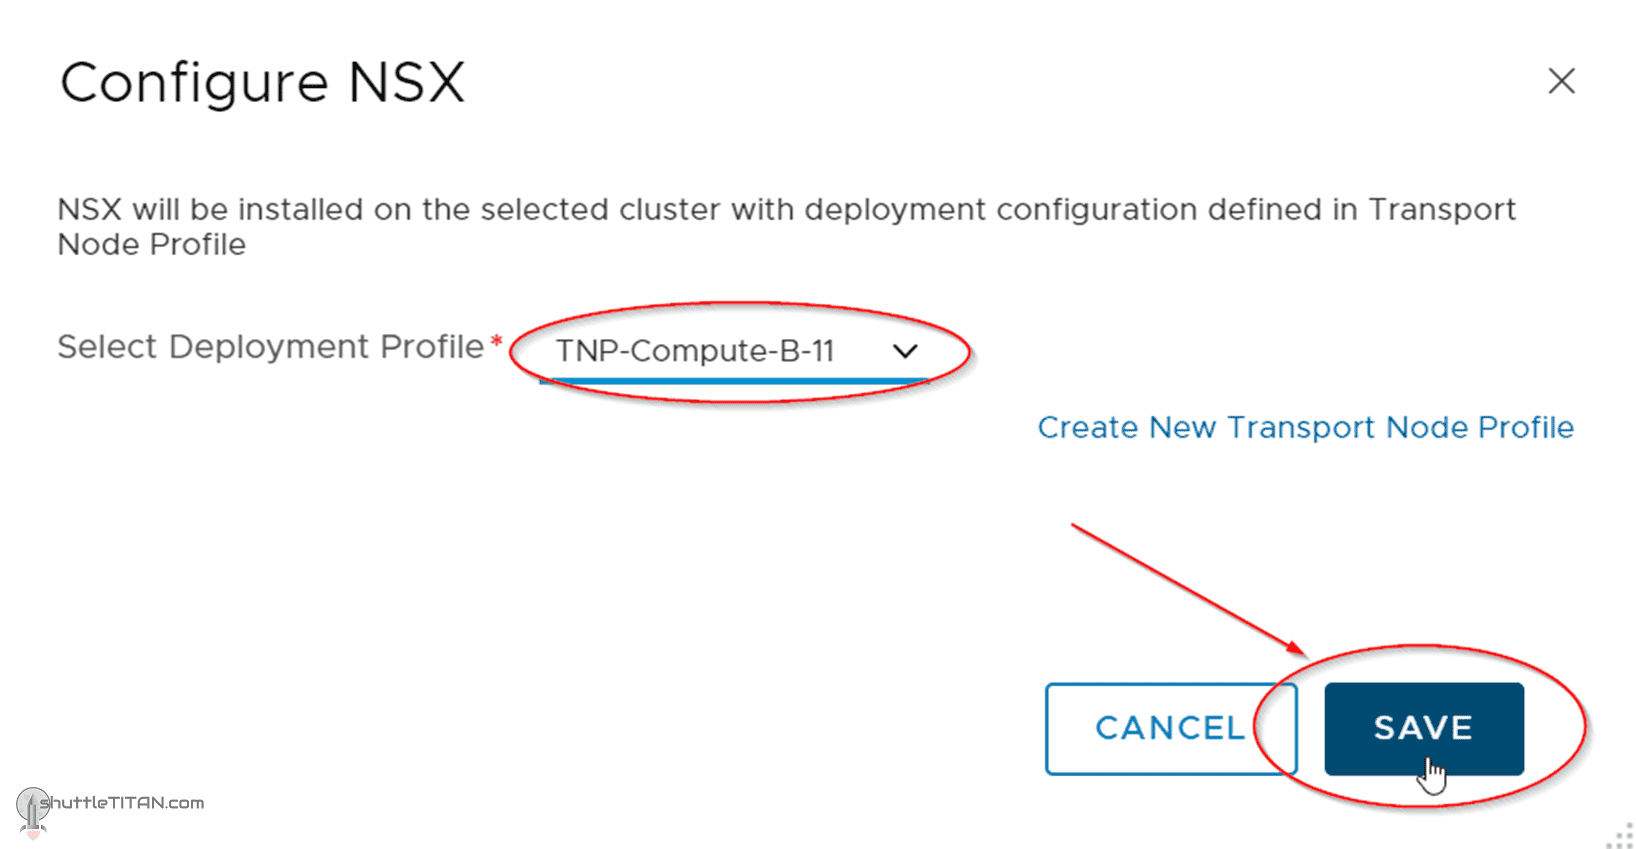 Configure NSX
NSX will be installed on the selected cluster with deployment configuration defined in Transport
Node Profile
Select Deployment Profile* TNP-Compute-B-11
Create New Transport Node Profile
CANCEL SAVE
shuttleTITAN.com